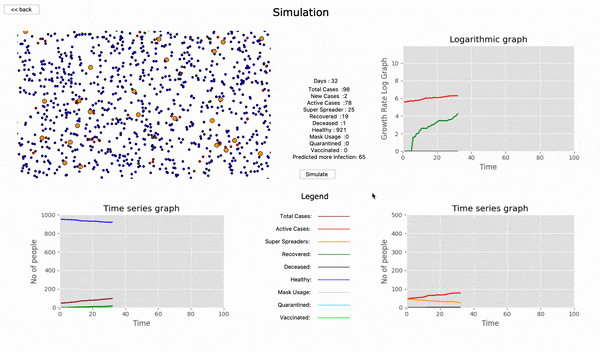 << back
Simulation
Days : 32
Total Cases :98
New Cases :2
Active Cases :78
Super Spreader : 25
Recovered :19
Deceased :1
Healthy : 921
Mask Usage :0
Quarantined :0
Vaccinated : 0
Predicted more infection: 65
Simulate
Logarithmic graph
Growth Rate Log Graph
10
8
6
4
2
0
0 20 40 60 80 100
Time
Time series graph
No of people
1000
800
600
400
200
0
0 20 40 60 80 100
Time
Legend
Total Cases:
Active Cases:
Super Spreaders:
Recovered:
Deceased:
Healthy:
Mask Usage:
Quarantined:
Vaccinated:
Time series graph
No of people
500
400
300
200
100
0
0 20 40 60 80 100
Time